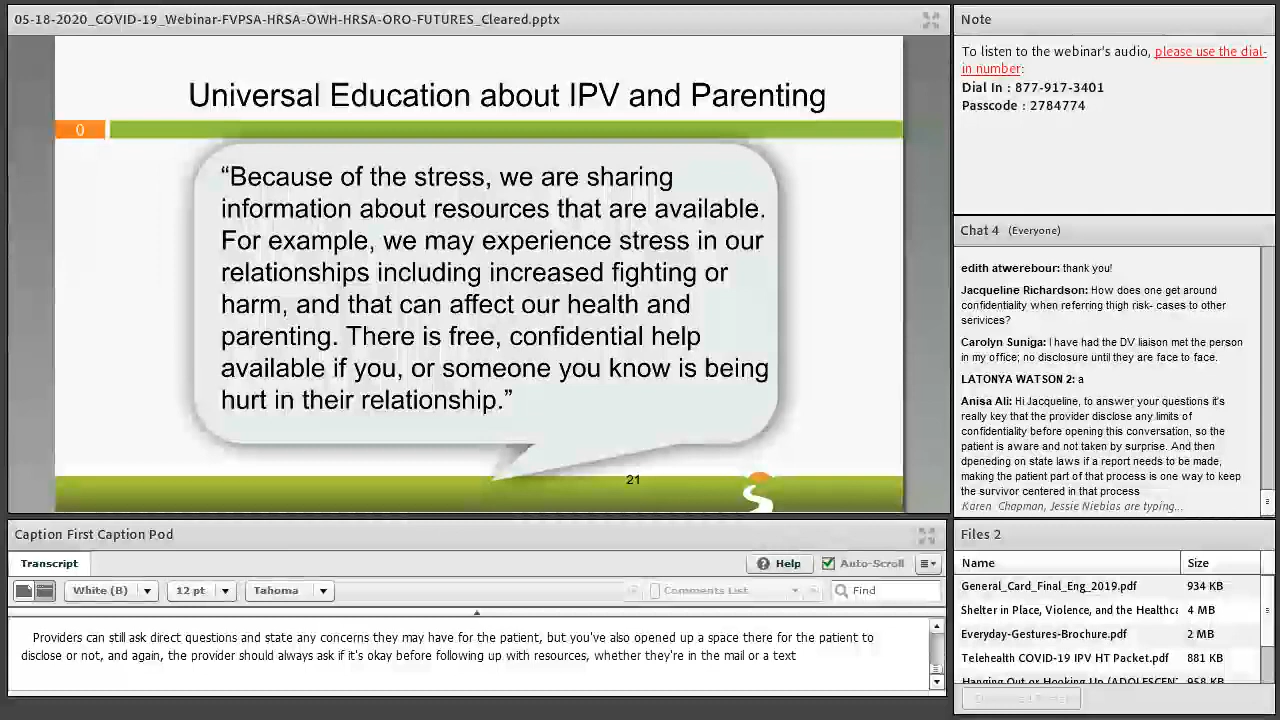 05-18-2020_COVID-19_Webinar-FVPSA-HRSA-OWH-HRSA-ORO-FUTURES_Cleared.pptx
Universal Education about IPV and Parenting
0
“Because of the stress, we are sharing
information about resources that are available.
For example, we may experience stress in our
relationships including increased fighting or
harm, and that can affect our health and
parenting. There is free, confidential help
available if you, or someone you know is being
hurt in their relationship.”
21
Note
To listen to the webinar's audio, please use the dial-
in number:
Dial In : 877-917-3401
Passcode : 2784774
Chat 4 (Everyone)
edith atwerebour: thank you!
Jacqueline Richardson: How does one get around
confidentiality when referring thigh risk- cases to other
serivices?
Carolyn Suniga: I have had the DV liaison met the person
in my office; no disclosure until they are face to face.
LATONYA WATSON 2: a
Anisa Ali: Hi Jacqueline, to answer your questions it's
really key that the provider disclose any limits of
confidentiality before opening this conversation, so the
patient is aware and not taken by surprise. And then
dpeneding on state laws if a report needs to be made,
making the patient part of that process is one way to keep
the survivor centered in that process
Karen Chapman, Jessie Nieblas are typing...
Caption First Caption Pod
Transcript
Help
Auto-Scroll
White (B)
12 pt
Tahoma
Comments List
Find
Providers can still ask direct questions and state any concerns they may have for the patient, but you've also opened up a space there for the patient to
disclose or not, and again, the provider should always ask if it's okay before following up with resources, whether they're in the mail or a text
Files 2
Name Size
General_Card_Final_Eng_2019.pdf 934 KB
Shelter in Place, Violence, and the Healthca 4 MB
Everyday-Gestures-Brochure.pdf 2 MB
Telehealth COVID-19 IPV HT Packet.pdf 881 KB
Hanging Out or Hooking Up (ADOLESCEN 958 KB